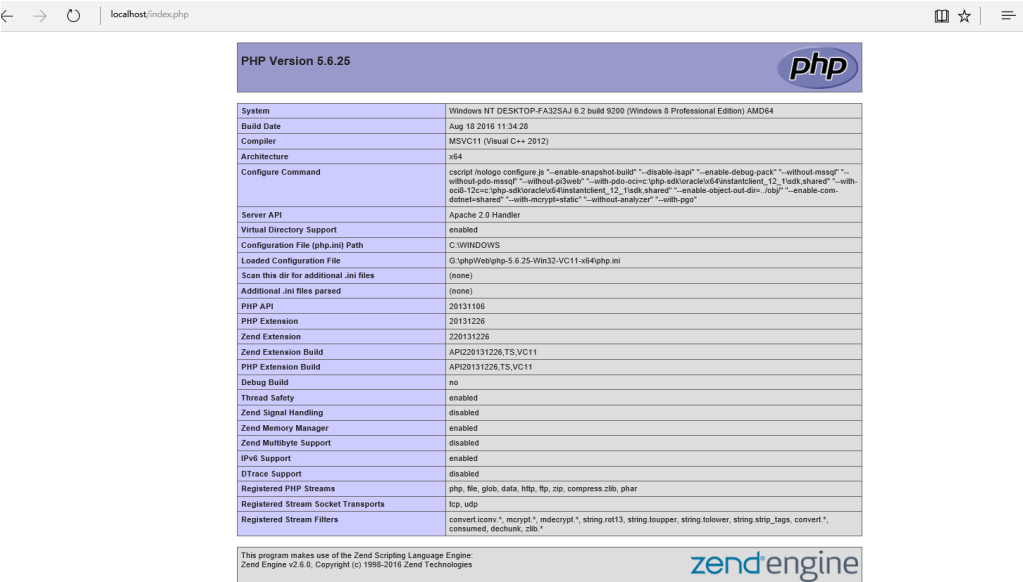 localhost/index.php
PHP Version 5.6.25
php
System Windows NT DESKTOP-FA32SAJ 6.2 build 9200 (Windows 8 Professional Edition) AMD64
Build Date Aug 18 2016 11:34:28
Compiler MSVC11 (Visual C++ 2012)
Architecture x64
Configure Command cscript /nologo configure.js "--enable-snapshot-build" "--disable-isapi" "--enable-debug-pack" "--without-mssql" "--
without-pdo-mssql" "--without-pi3web" "--with-pdo-oci=c:\php-sdk\oracle\x64\instantclient_12_1\sdk,shared" "--with-
oci8-12c=c:\php-sdk\oracle\x64\instantclient_12_1\sdk,shared" "--enable-object-out-dir=../obj/" "--enable-com-
dotnet=shared" "--with-mcrypt=static" "--without-analyzer" "--with-pgo"
Server API Apache 2.0 Handler
Virtual Directory Support enabled
Configuration File (php.ini) Path C:\WINDOWS
Loaded Configuration File G:\phpWeb\php-5.6.25-Win32-VC11-x64\php.ini
Scan this dir for additional .ini files (none)
Additional .ini files parsed (none)
PHP API 20131106
PHP Extension 20131226
Zend Extension 220131226
Zend Extension Build API220131226,TS,VC11
PHP Extension Build API20131226,TS,VC11
Debug Build no
Thread Safety enabled
Zend Signal Handling disabled
Zend Memory Manager enabled
Zend Multibyte Support disabled
IPv6 Support enabled
DTrace Support disabled
Registered PHP Streams php, file, glob, data, http, ftp, zip, compress.zlib, phar
Registered Stream Socket Transports tcp, udp
Registered Stream Filters convert.iconv.*, mcrypt.*, mdecrypt.*, string.rot13, string.toupper, string.tolower, string.strip_tags, convert.*,
consumed, dechunk, zlib.*
This program makes use of the Zend Scripting Language Engine:
Zend Engine v2.6.0, Copyright (c) 1998-2016 Zend Technologies
zend engine